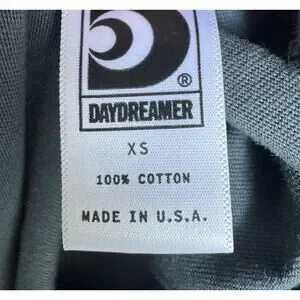 ®
DAYDREAMER
XS
100% COTTON
MADE IN U.S.A.